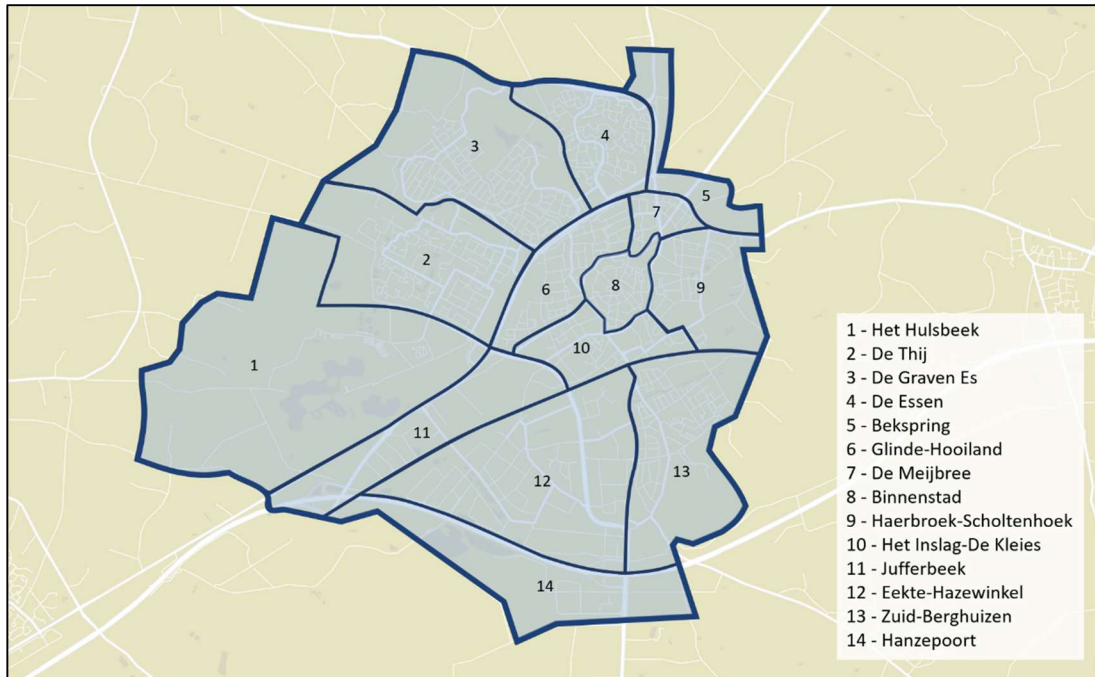 3
4
5
7
2
6
8
9
10
1
11
12
13
14
1 - Het Hulsbeek
2 - De Thij
3 - De Graven Es
4 - De Essen
5 - Bekspring
6 - Glinde-Hooiland
7 - De Meijbree
8 - Binnenstad
9 - Haerbroek-Scholtenhoek
10 - Het Inslag-De Kleies
11 - Jufferbeek
12 - Eekte-Hazewinkel
13 - Zuid-Berghuizen
14 - Hanzepoort